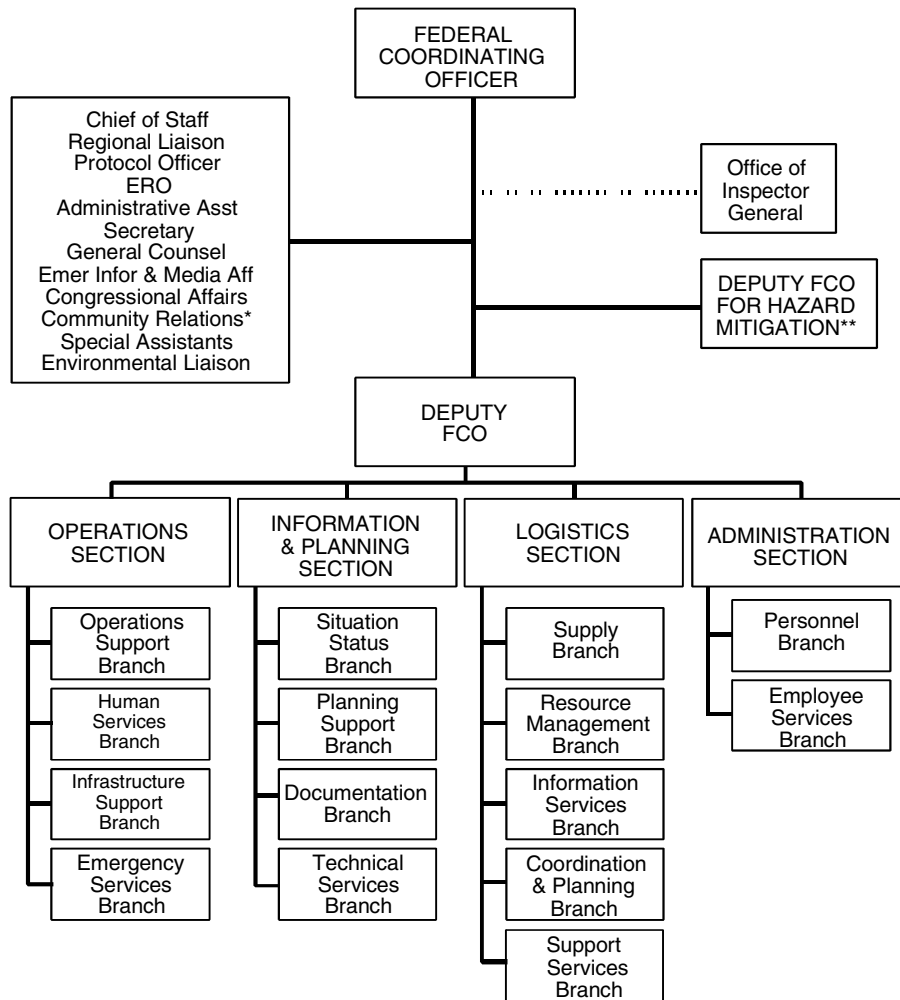 FEDERAL
COORDINATING
OFFICER
Chief of Staff
Regional Liaison
Protocol Officer
ERO
Administrative Asst
Secretary
General Counsel
Emer Infor & Media Aff
Congressional Affairs
Community Relations*
Special Assistants
Environmental Liaison
Office of
Inspector
General
DEPUTY FCO
FOR HAZARD
MITIGATION**
DEPUTY
FCO
OPERATIONS
SECTION
Operations
Support
Branch
Human
Services
Branch
Infrastructure
Support
Branch
Emergency
Services
Branch
INFORMATION
& PLANNING
SECTION
Situation
Status
Branch
Planning
Support
Branch
Documentation
Branch
Technical
Services
Branch
LOGISTICS
SECTION
Supply
Branch
Resource
Management
Branch
Information
Services
Branch
Coordination
& Planning
Branch
Support
Services
Branch
ADMINISTRATION
SECTION
Personnel
Branch
Employee
Services
Branch